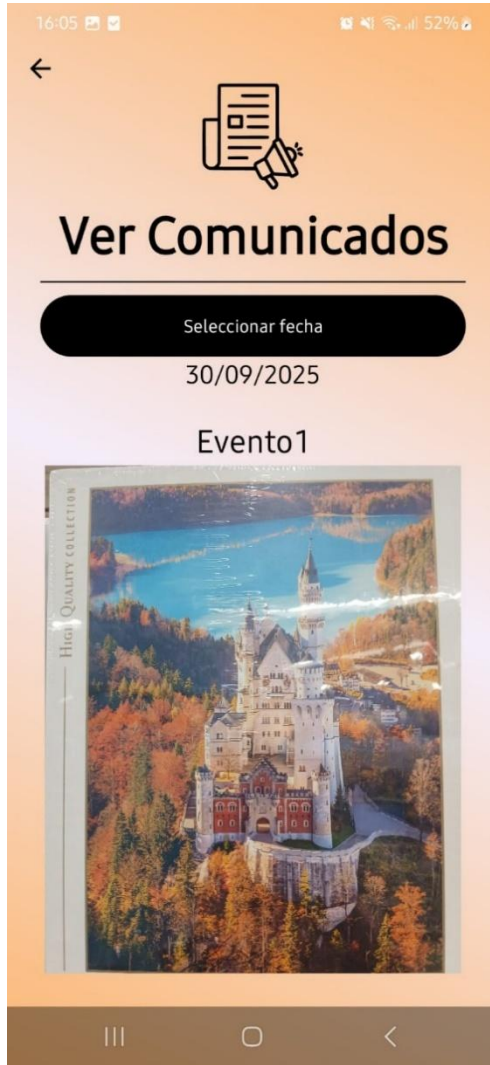 16:05
52%
Ver Comunicados
Seleccionar fecha
30/09/2025
Evento1
HIGH QUALITY COLLECTION